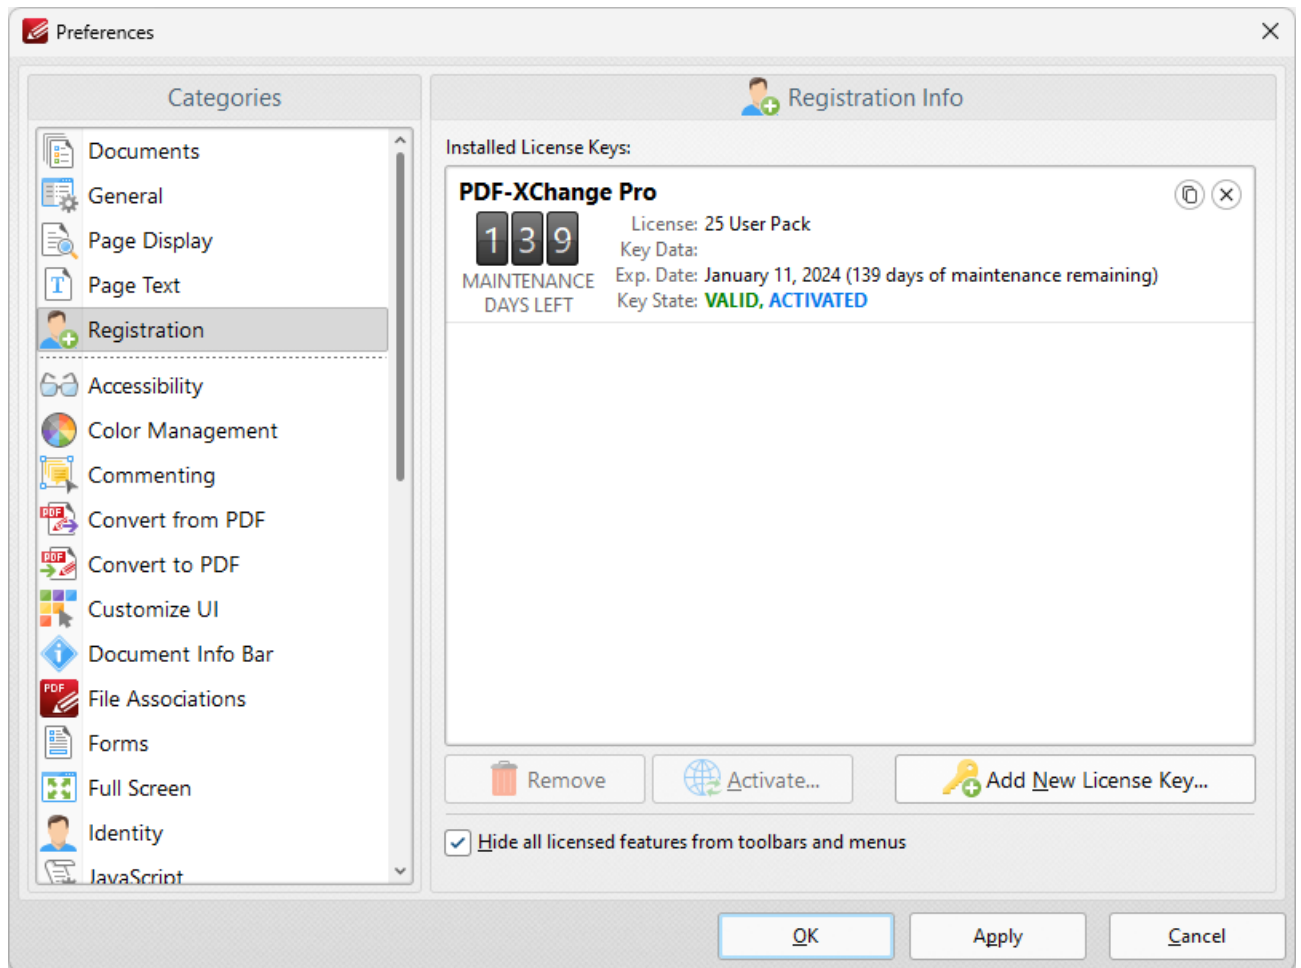 Preferences
Categories
Documents
General
Page Display
Page Text
Registration
Accessibility
Color Management
Commenting
Convert from PDF
Convert to PDF
Customize UI
Document Info Bar
File Associations
Forms
Full Screen
Identity
JavaScript
Registration Info
Installed License Keys:
PDF-XChange Pro
139
MAINTENANCE
DAYS LEFT
License: 25 User Pack
Key Data:
Exp. Date: January 11, 2024 (139 days of maintenance remaining)
Key State: VALID, ACTIVATED
Remove
Activate...
Add New License Key...
Hide all licensed features from toolbars and menus
OK
Apply
Cancel